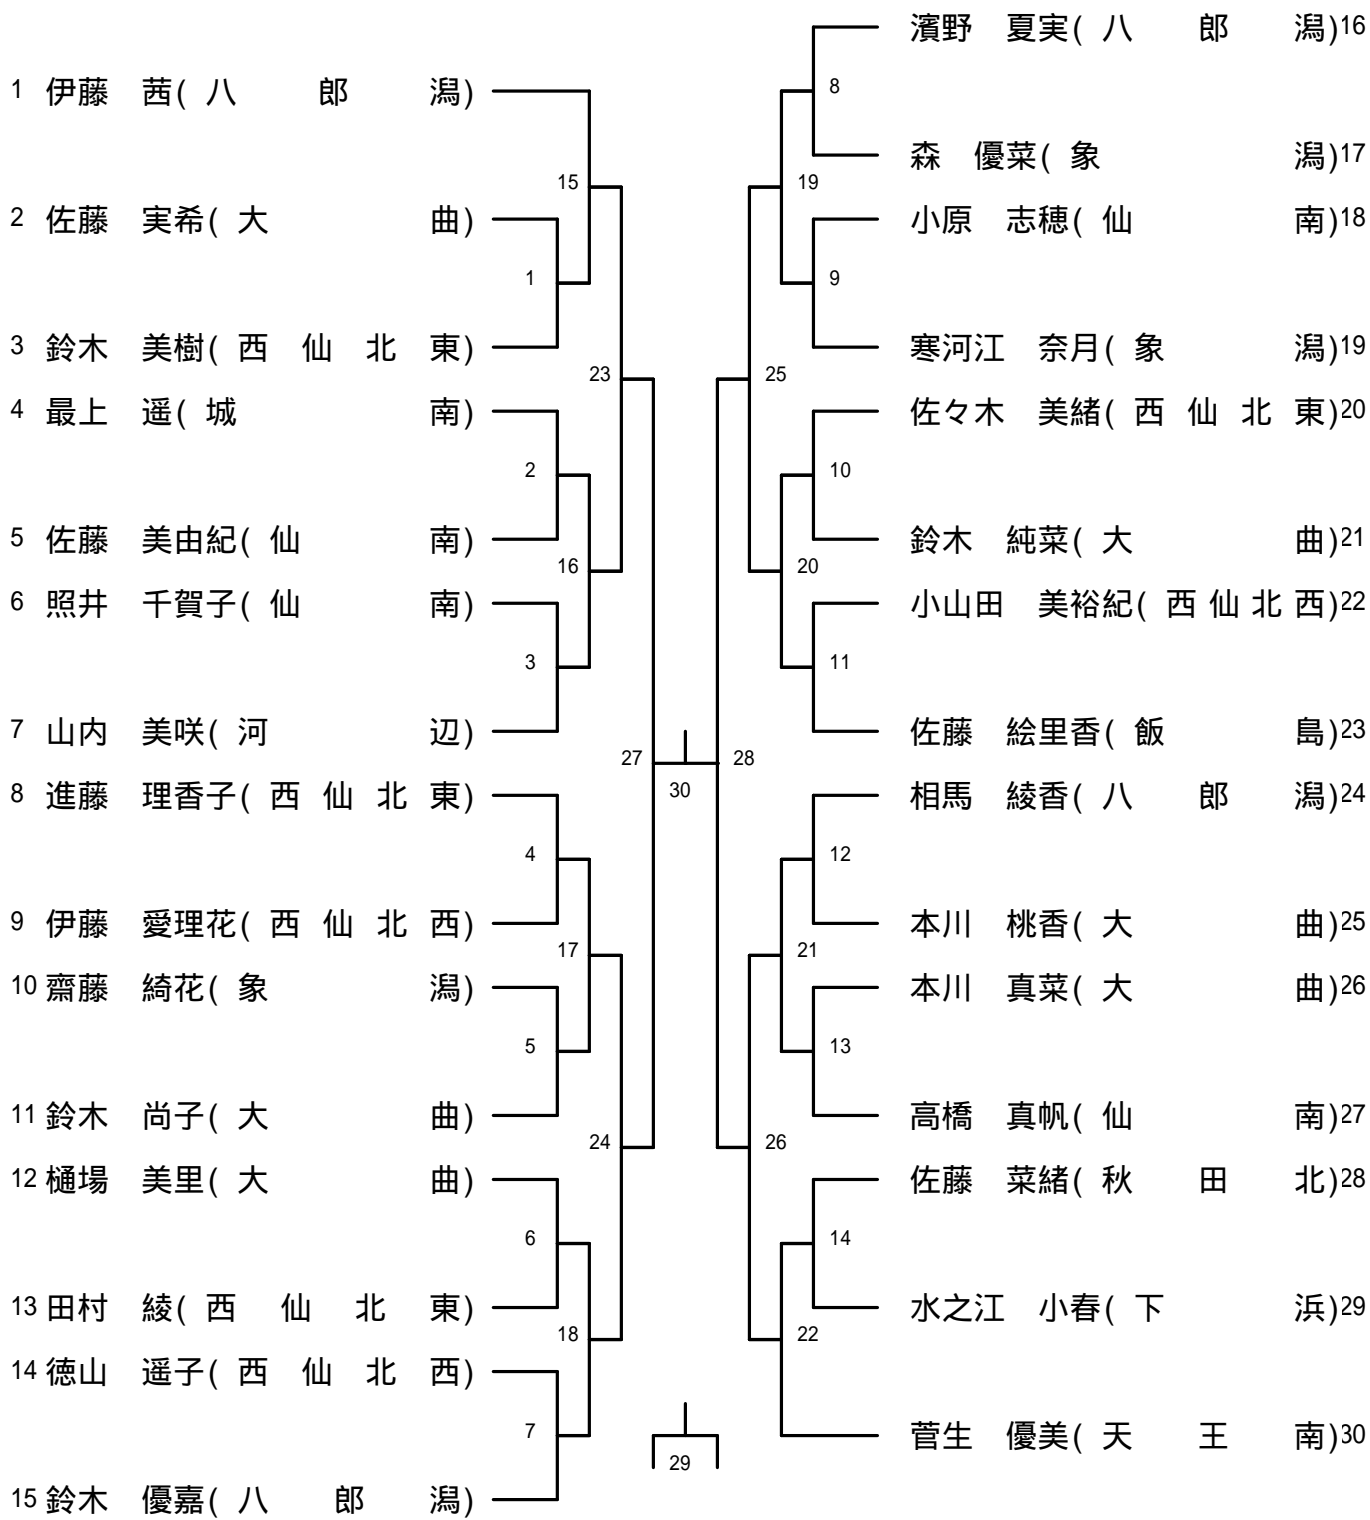 1 伊藤　茜( 八　郎　潟)
2 佐藤　実希( 大　曲)
3 鈴木　美樹( 西 仙 北 東)
4 最上　遥( 城　南)
5 佐藤　美由紀( 仙　南)
6 照井　千賀子( 仙　南)
7 山内　美咲( 河　辺)
8 進藤　理香子( 西 仙 北 東)
9 伊藤　愛理花( 西 仙 北 西)
10 齋藤　綺花( 象　潟)
11 鈴木　尚子( 大　曲)
12 樋場　美里( 大　曲)
13 田村　綾( 西 仙 北 東)
14 徳山　遥子( 西 仙 北 西)
15 鈴木　優嘉( 八　郎　潟)
1
2
3
4
5
6
7
15
16
17
18
23
24
27
30
29
28
25
26
19
20
21
22
8
9
10
11
12
13
14
濱野　夏実( 八　郎　潟)16
森　優菜( 象　潟)17
小原　志穂( 仙　南)18
寒河江　奈月( 象　潟)19
佐々木　美緒( 西 仙 北 東)20
鈴木　純菜( 大　曲)21
小山田　美裕紀( 西 仙 北 西)22
佐藤　絵里香( 飯　島)23
相馬　綾香( 八　郎　潟)24
本川　桃香( 大　曲)25
本川　真菜( 大　曲)26
高橋　真帆( 仙　南)27
佐藤　菜緒( 秋　田　北)28
水之江　小春( 下　浜)29
菅生　優美( 天　王　南)30